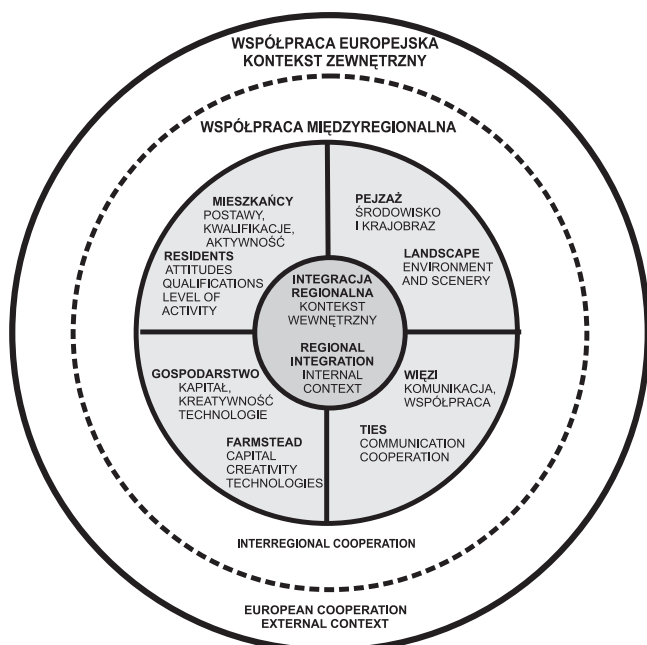 WSPÓŁPRACA EUROPEJSKA
KONTEKST ZEWNĘTRZNY
WSPÓŁPRACA MIĘDZYREGIONALNA
MIESZKAŃCY
POSTAWY,
KWALIFIKACJE,
AKTYWNOŚĆ
RESIDENTS
ATTITUDES
QUALIFICATIONS
LEVEL OF
ACTIVITY
PEJZAŻ
ŚRODOWISKO
I KRAJOBRAZ
LANDSCAPE
ENVIRONMENT
AND SCENERY
INTEGRACJA
REGIONALNA
KONTEKST
WEWNĘTRZNY
REGIONAL
INTEGRATION
INTERNAL
CONTEXT
GOSPODARSTWO
KAPITAŁ,
KREATYWNOŚĆ
TECHNOLOGIE
FARMSTEAD
CAPITAL
CREATIVITY
TECHNOLOGIES
WIĘZI
KOMUNIKACJA,
WSPÓŁPRACA
TIES
COMMUNICATION
COOPERATION
INTERREGIONAL COOPERATION
EUROPEAN COOPERATION
EXTERNAL CONTEXT